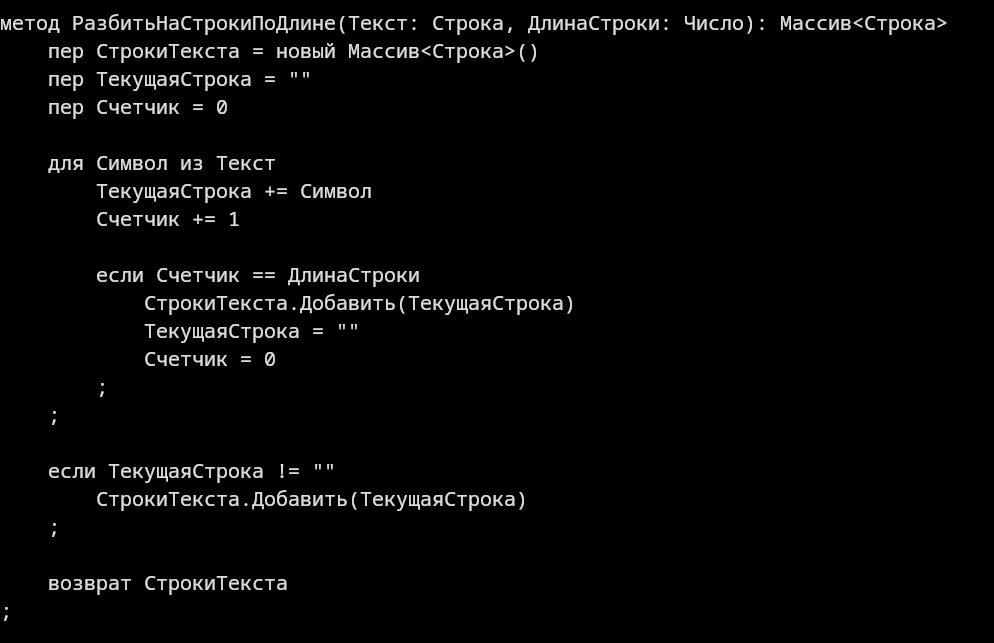 метод РазбитьНаСтрокиПоДлине(Текст: Строка, ДлинаСтроки: Число): Массив<Строка>
    пер СтрокиТекста = новый Массив<Строка>()
    пер ТекущаяСтрока = ""
    пер Счетчик = 0

    для Символ из Текст
        ТекущаяСтрока += Символ
        Счетчик += 1

        если Счетчик == ДлинаСтроки
            СтрокиТекста.Добавить(ТекущаяСтрока)
            ТекущаяСтрока = ""
            Счетчик = 0
        ;
    ;

    если ТекущаяСтрока != ""
        СтрокиТекста.Добавить(ТекущаяСтрока)
    ;

    возврат СтрокиТекста
;